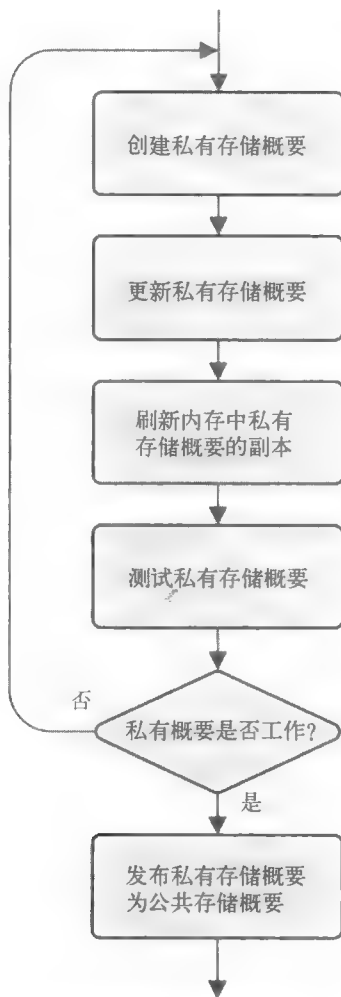 创建私有存储概要
更新私有存储概要
刷新内存中私有
存储概要的副本
测试私有存储概要
否
私有概要是否工作?
是
发布私有存储概要
为公共存储概要